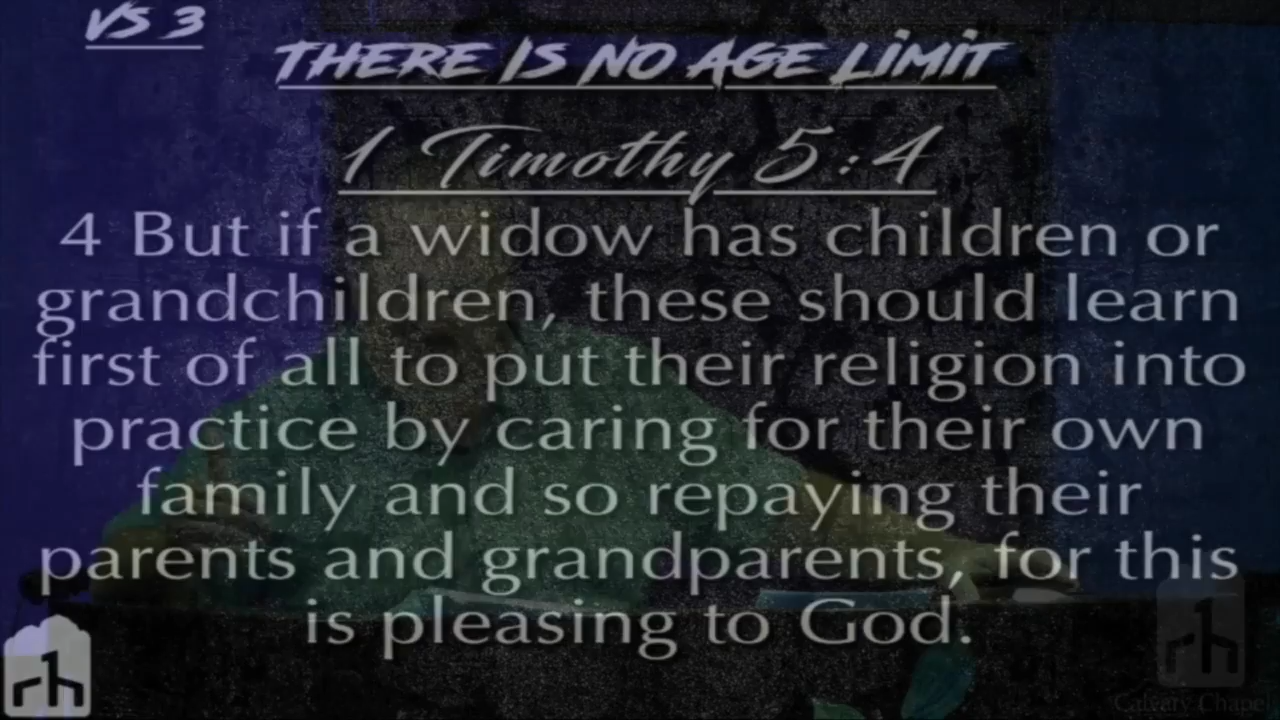 VS 3
THERE IS NO AGE LIMIT
1 Timothy 5:4
4 But if a widow has children or
grandchildren, these should learn
first of all to put their religion into
practice by caring for their own
family and so repaying their
parents and grandparents, for this
is pleasing to God.
rh
rh
Calvary Chapel